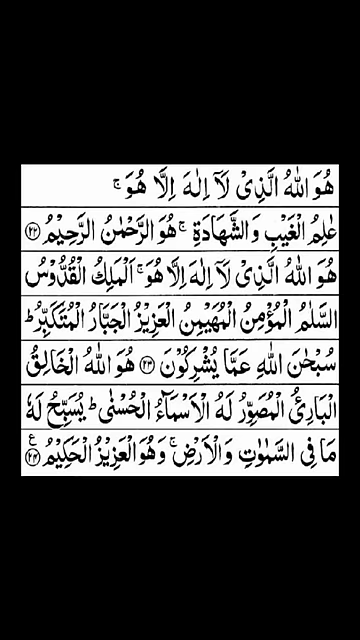 هُوَ اللّٰهُ الَّذِىْ لَآ اِلٰهَ اِلَّا هُوَ ۚ
عٰلِمُ الْغَيْبِ وَالشَّهَادَةِ ۚ هُوَ الرَّحْمٰنُ الرَّحِيْمُ ﴿۲۲﴾
هُوَ اللّٰهُ الَّذِىْ لَآ اِلٰهَ اِلَّا هُوَ ۚ اَلْمَلِكُ الْقُدُّوْسُ
السَّلٰمُ الْمُؤْمِنُ الْمُهَيْمِنُ الْعَزِيْزُ الْجَبَّارُ الْمُتَكَبِّرُ ؕ
سُبْحٰنَ اللّٰهِ عَمَّا يُشْرِكُوْنَ ﴿۲۳﴾ هُوَ اللّٰهُ الْخَالِقُ
الْبَارِئُ الْمُصَوِّرُ لَهُ الْاَسْمَآءُ الْحُسْنٰى ؕ يُسَبِّحُ لَهٗ
مَا فِى السَّمٰوٰتِ وَالْاَرْضِ ۚ وَهُوَ الْعَزِيْزُ الْحَكِيْمُ ﴿۲۴﴾ ع